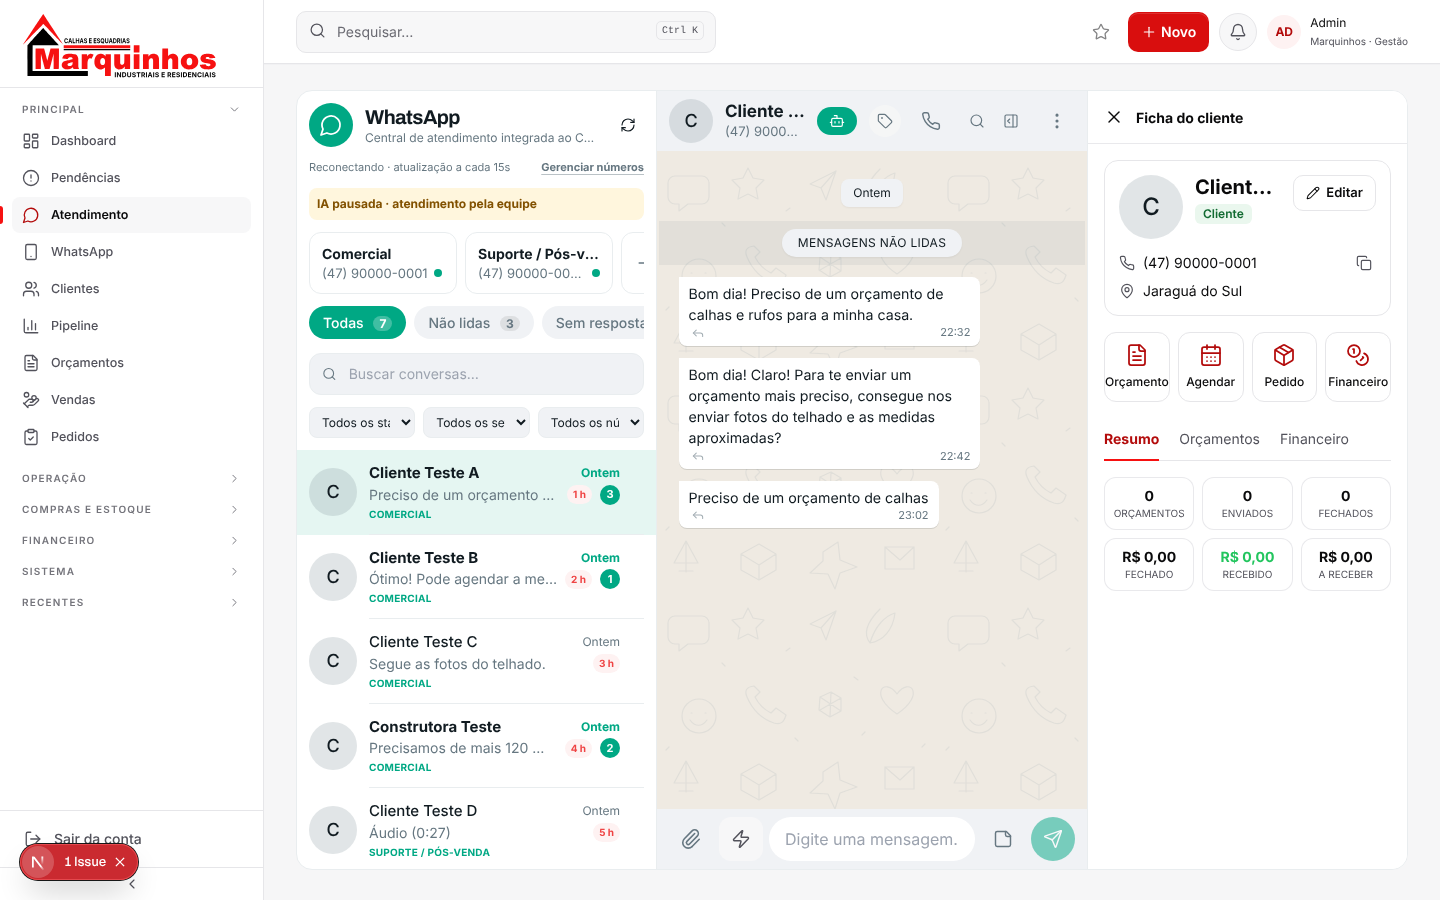 CALHAS E ESQUADRIAS
Marquinhos
INDUSTRIAIS E RESIDENCIAIS
PRINCIPAL
Dashboard
Pendências
Atendimento
WhatsApp
Clientes
Pipeline
Orçamentos
Vendas
Pedidos
OPERAÇÃO
COMPRAS E ESTOQUE
FINANCEIRO
SISTEMA
RECENTES
Sair da conta
N 1 Issue
Pesquisar...
Ctrl K
Novo
AD
Admin
Marquinhos · Gestão
WhatsApp
Central de atendimento integrada ao C...
Reconectando · atualização a cada 15s
Gerenciar números
IA pausada · atendimento pela equipe
Comercial
(47) 90000-0001
Suporte / Pós-v...
(47) 90000-00...
Todas 7
Não lidas 3
Sem resposta
Buscar conversas...
Todos os sta
Todos os se
Todos os nú
C
Cliente Teste A
Ontem
Preciso de um orçamento ...
1 h
3
COMERCIAL
C
Cliente Teste B
Ontem
Ótimo! Pode agendar a me...
2 h
1
COMERCIAL
C
Cliente Teste C
Ontem
Segue as fotos do telhado.
3 h
COMERCIAL
C
Construtora Teste
Ontem
Precisamos de mais 120 ...
4 h
2
COMERCIAL
C
Cliente Teste D
Ontem
Áudio (0:27)
5 h
SUPORTE / PÓS-VENDA
C
Cliente ...
(47) 9000...
Ontem
MENSAGENS NÃO LIDAS
Bom dia! Preciso de um orçamento de
calhas e rufos para a minha casa.
22:32
Bom dia! Claro! Para te enviar um
orçamento mais preciso, consegue nos
enviar fotos do telhado e as medidas
aproximadas?
22:42
Preciso de um orçamento de calhas
23:02
Digite uma mensagem.
Ficha do cliente
C
Client...
Cliente
Editar
(47) 90000-0001
Jaraguá do Sul
Orçamento
Agendar
Pedido
Financeiro
Resumo
Orçamentos
Financeiro
0
ORÇAMENTOS
0
ENVIADOS
0
FECHADOS
R$ 0,00
FECHADO
R$ 0,00
RECEBIDO
R$ 0,00
A RECEBER